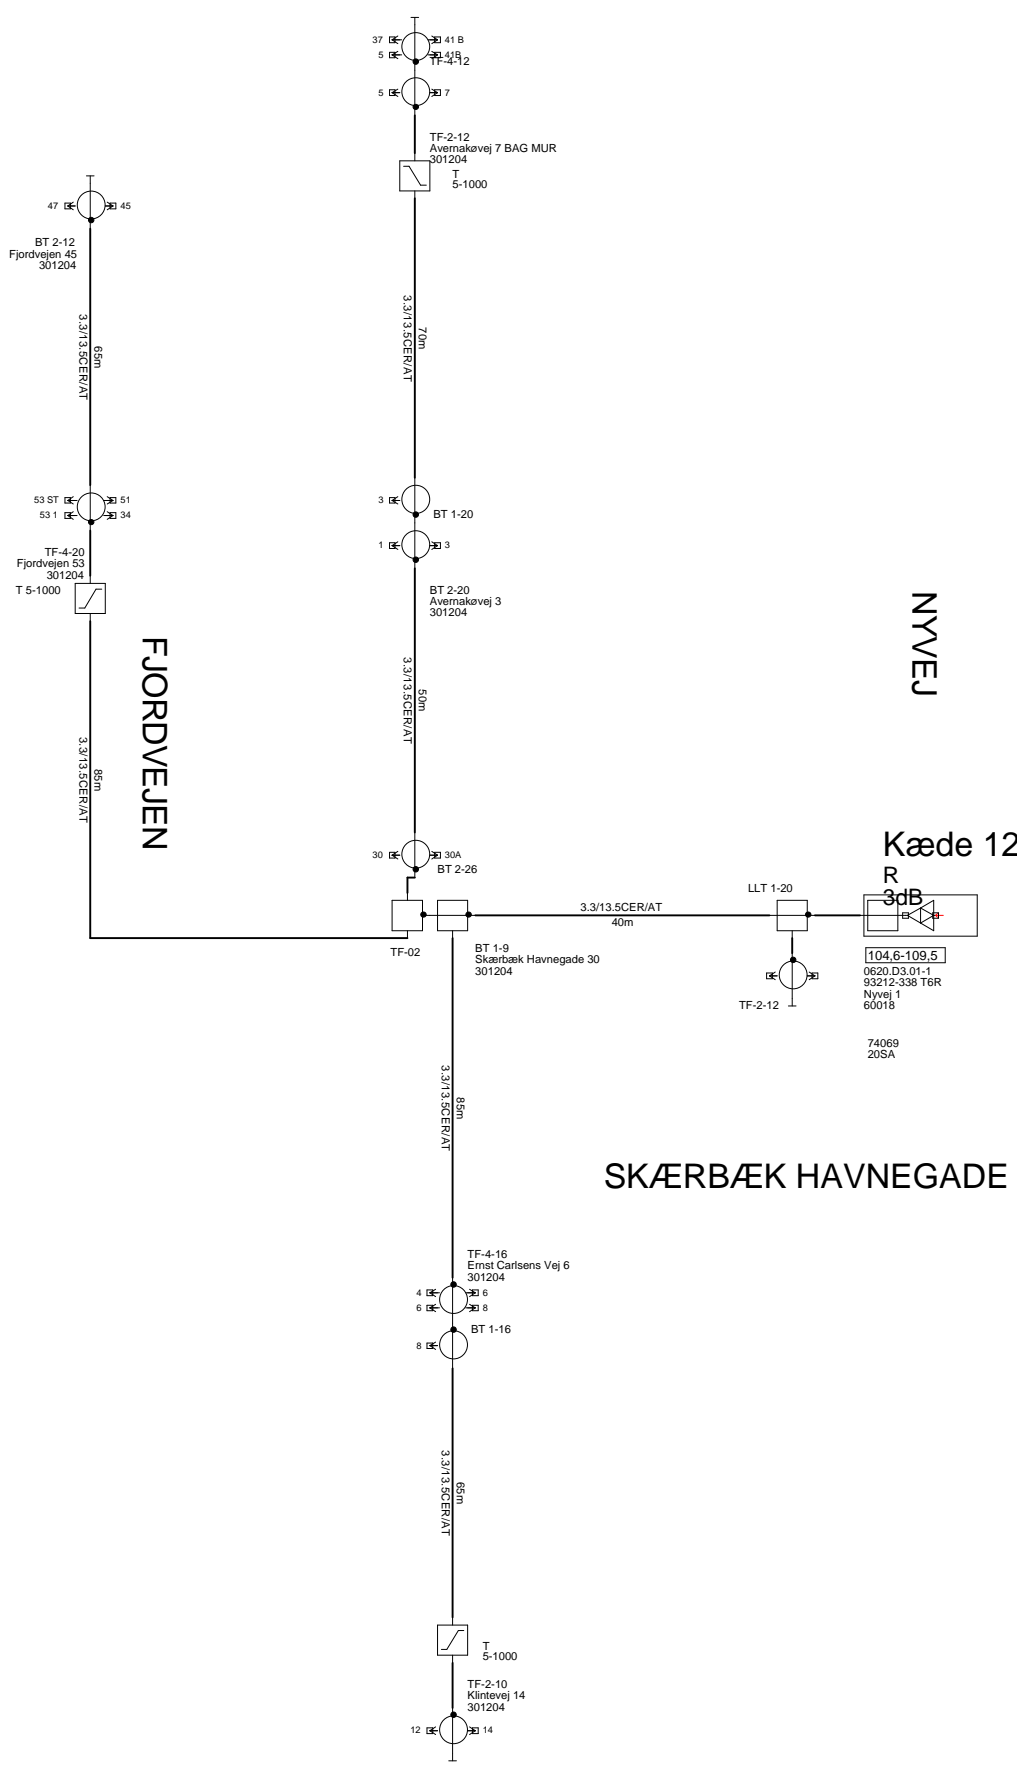 37
41 B
5
41B
TF-4-12
5
7
TF-2-12
Avernakøvej 7 BAG MUR
301204
T
5-1000
47
45
BT 2-12
Fjordvejen 45
301204
65m
3.3/13.5CER/AT
70m
3.3/13.5CER/AT
53 ST
51
53 1
34
TF-4-20
Fjordvejen 53
301204
T 5-1000
3
BT 1-20
1
3
BT 2-20
Avernakøvej 3
301204
NYVEJ
FJORDVEJEN
50m
3.3/13.5CER/AT
85m
3.3/13.5CER/AT
30
30A
BT 2-26
Kæde 12
R
3dB
LLT 1-20
3.3/13.5CER/AT
40m
TF-02
BT 1-9
Skærbæk Havnegade 30
301204
TF-2-12
104,6-109,5
0620.D3.01-1
93212-338 T6R
Nyvej 1
60018
74069
20SA
85m
3.3/13.5CER/AT
SKÆRBÆK HAVNEGADE
TF-4-16
Ernst Carlsens Vej 6
301204
4
6
6
8
BT 1-16
8
65m
3.3/13.5CER/AT
T
5-1000
TF-2-10
Klintevej 14
301204
12
14